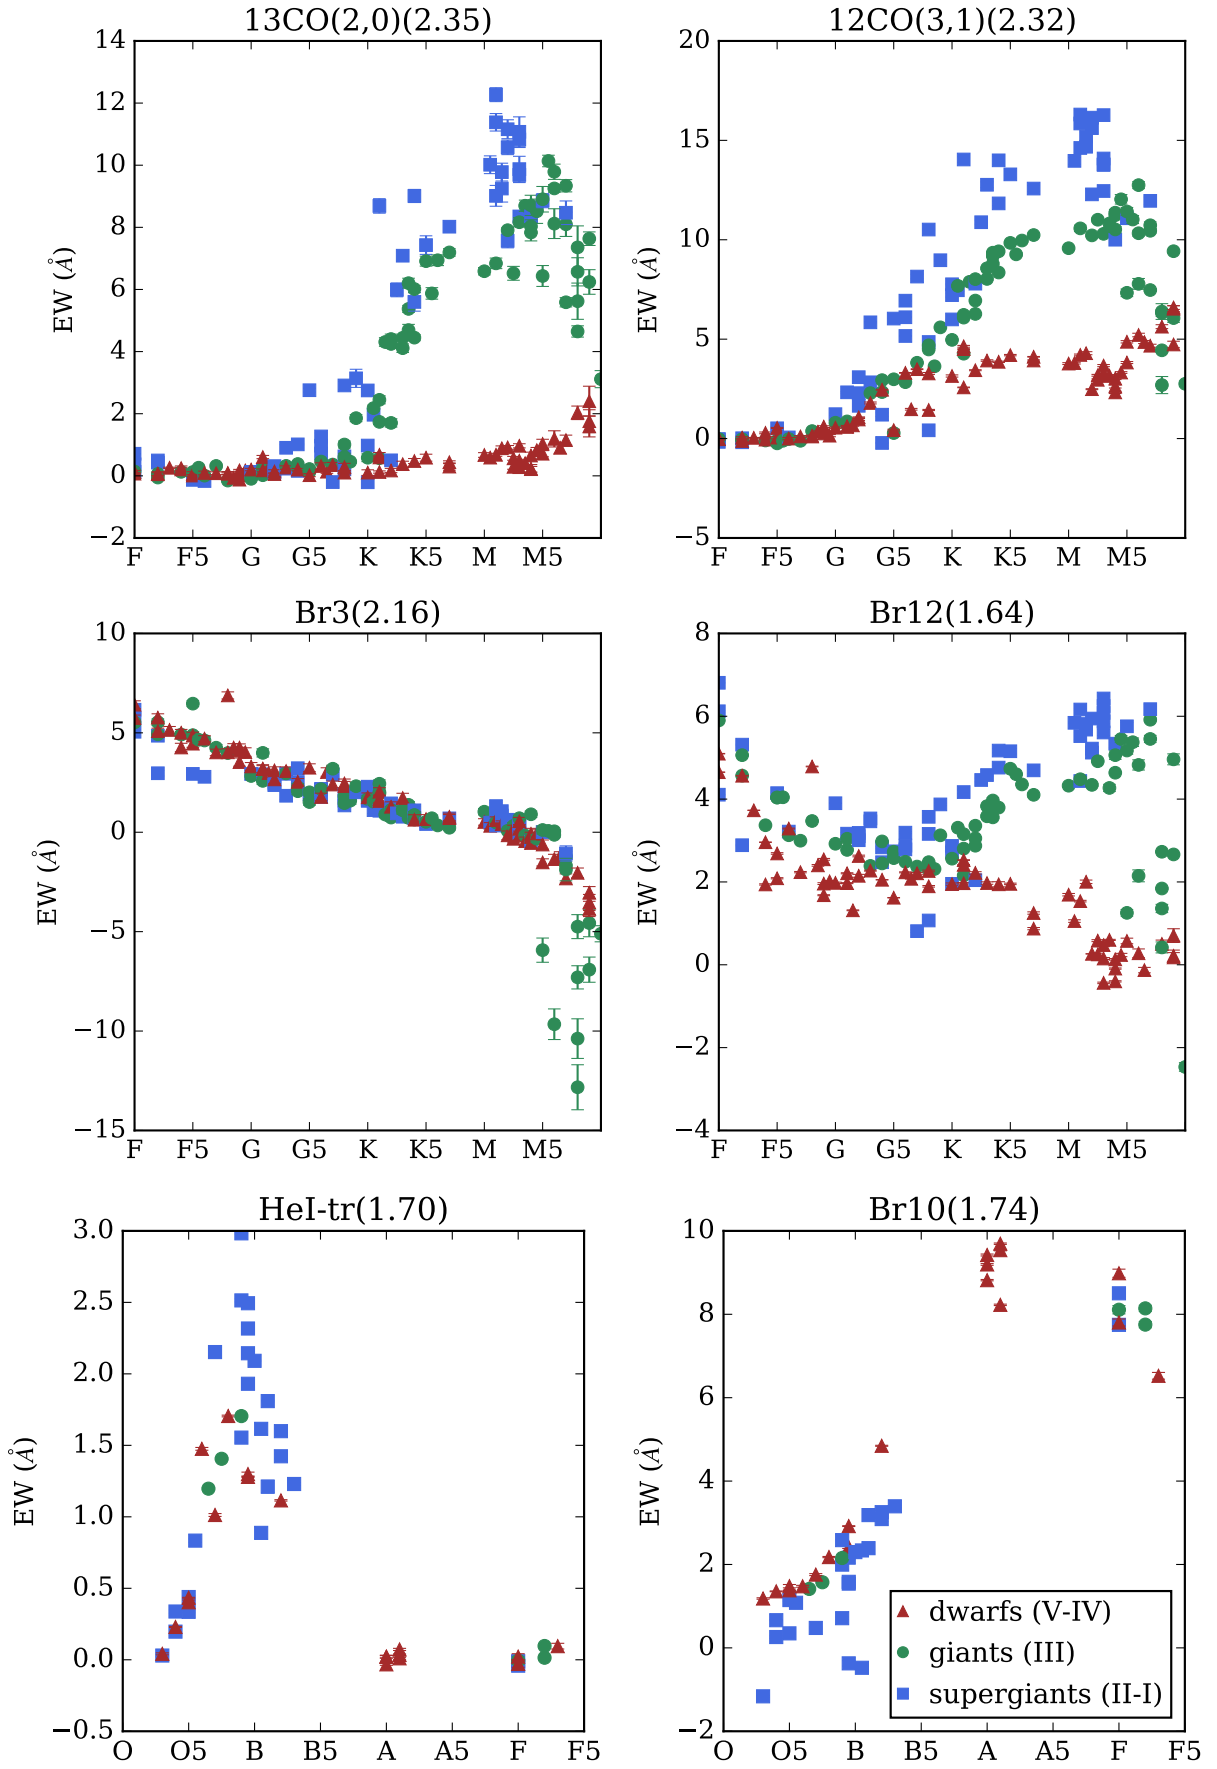 13CO(2,0)(2.35)
14
12
10
8
6
4
2
0
−2
EW (Å)
F F5 G G5 K K5 M M5
12CO(3,1)(2.32)
20
15
10
5
0
−5
EW (Å)
F F5 G G5 K K5 M M5
Br3(2.16)
10
5
0
−5
−10
−15
EW (Å)
F F5 G G5 K K5 M M5
Br12(1.64)
8
6
4
2
0
−2
−4
EW (Å)
F F5 G G5 K K5 M M5
HeI-tr(1.70)
3.0
2.5
2.0
1.5
1.0
0.5
0.0
−0.5
EW (Å)
O O5 B B5 A A5 F F5
Br10(1.74)
10
8
6
4
2
0
−2
EW (Å)
O O5 B B5 A A5 F F5
dwarfs (V-IV)
giants (III)
supergiants (II-I)